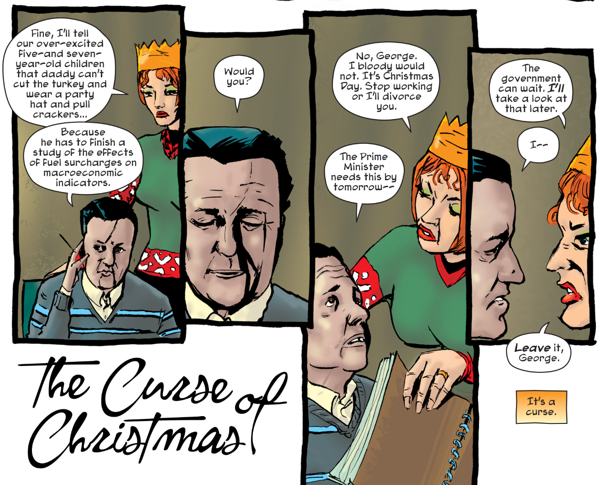 Fine, I'll tell
our over-excited
five-and seven-
year-old children
that daddy can't
cut the turkey and
wear a party
hat and pull
crackers...
Because
he has to finish a
study of the effects
of fuel surcharges on
macroeconomic
indicators.
Would
you?
No, George.
I bloody would
not. It's Christmas
Day. Stop working
or I'll divorce
you.
The Prime
Minister
needs this by
tomorrow--
The
government
can wait. I'll
take a look at
that later.
I--
Leave it,
George.
It's a
curse.
The Curse of
Christmas